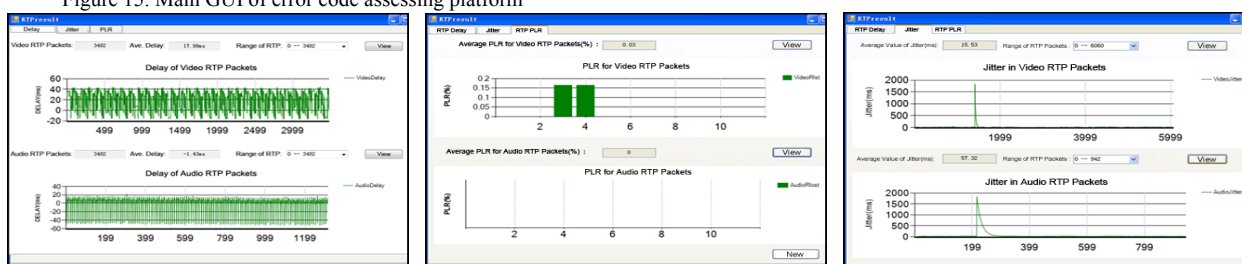 Figure 15. Main GUI of error code assessing platform
RTPresult
Delay Jitter PLR
Video RTP Packets: 3482 Ave. Delay: 17.98ms Range of RTP: 0 -- 3482 View
Delay of Video RTP Packets
VideoDelay
DELAY(ms)
60
40
20
0
-20
499 999 1499 1999 2499 2999
Audio RTP Packets: 3482 Ave. Delay: -1.43ms Range of RTP: 0 -- 3482 View
Delay of Audio RTP Packets
AudioDelay
DELAY(ms)
40
20
0
-20
-40
-60
199 399 599 799 999 1199
RTPresult
RTP Delay Jitter RTP PLR
Average PLR for Video RTP Packets(%) : 0.03 View
PLR for Video RTP Packets
VideoRlist
PLR(%)
0.2
0.15
0.1
0.05
0
2 4 6 8 10
Average PLR for Audio RTP Packets(%) : 0 View
PLR for Audio RTP Packets
AudioRlost
PLR(%)
2 4 6 8 10
New
RTPresult
RTP Delay Jitter RTP PLR
Average Value of Jitter(ms): 15.53 Range of RTP Packets: 0 -- 6060 View
Jitter in Video RTP Packets
VideoJitter
Jitter(ms)
2000
1500
1000
500
0
1999 3999 5999
Average Value of Jitter(ms): 57.32 Range of RTP Packets: 0 -- 942 View
Jitter in Audio RTP Packets
AudioJitter
Jitter(ms)
2000
1500
1000
500
0
199 399 599 799